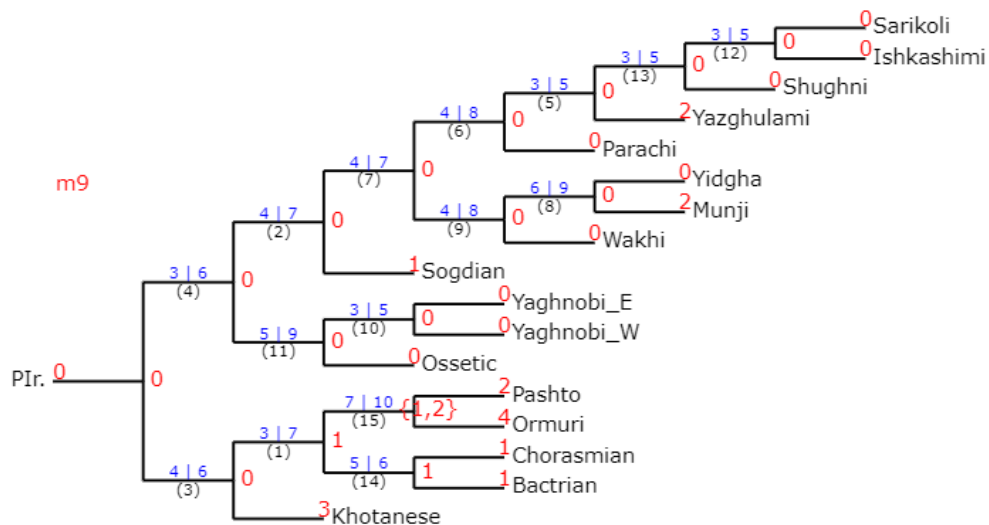 0 Sarikoli
3 | 5
(12) 0
0 Ishkashimi
3 | 5
(13) 0
0 Shughni
3 | 5
(5) 0
2 Yazghulami
4 | 8
(6) 0
0 Parachi
4 | 7
(7) 0
m9
0 Yidgha
6 | 9
(8) 0
2 Munji
4 | 8
(9) 0
0 Wakhi
4 | 7
(2) 0
1 Sogdian
3 | 6
(4) 0
0 Yaghnobi_E
3 | 5
(10) 0
0 Yaghnobi_W
5 | 9
(11) 0
0 Ossetic
PIr. 0 0
2 Pashto
7 | 10 {1,2}
(15)
4 Ormuri
3 | 7
(1) 1
1 Chorasmian
5 | 6
(14) 1
1 Bactrian
4 | 6
(3) 0
3 Khotanese